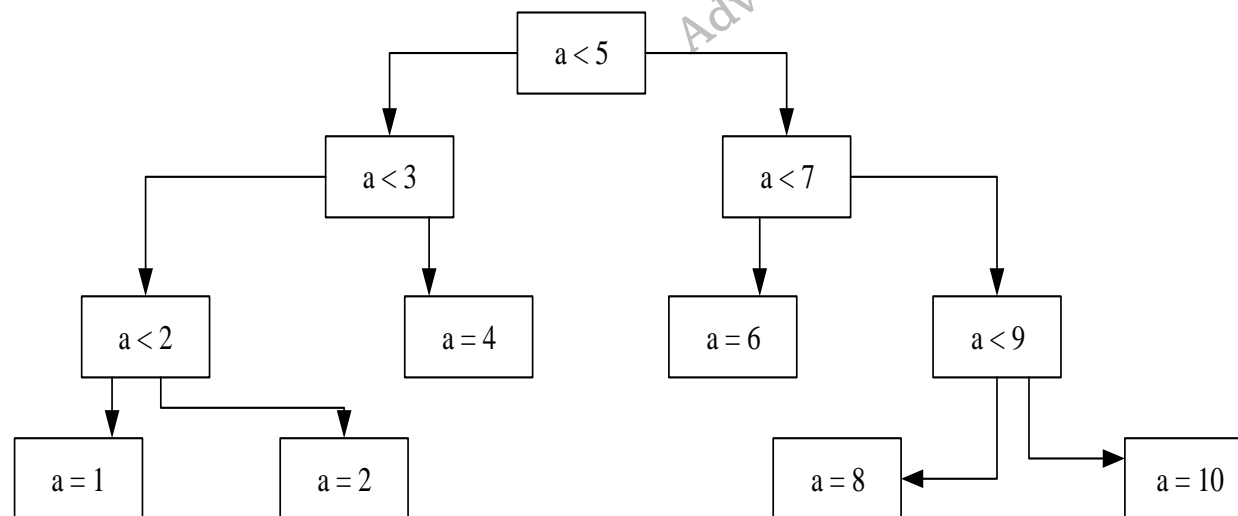 a < 5
a < 3
a < 7
a < 2
a = 4
a = 6
a < 9
a = 1
a = 2
a = 8
a = 10